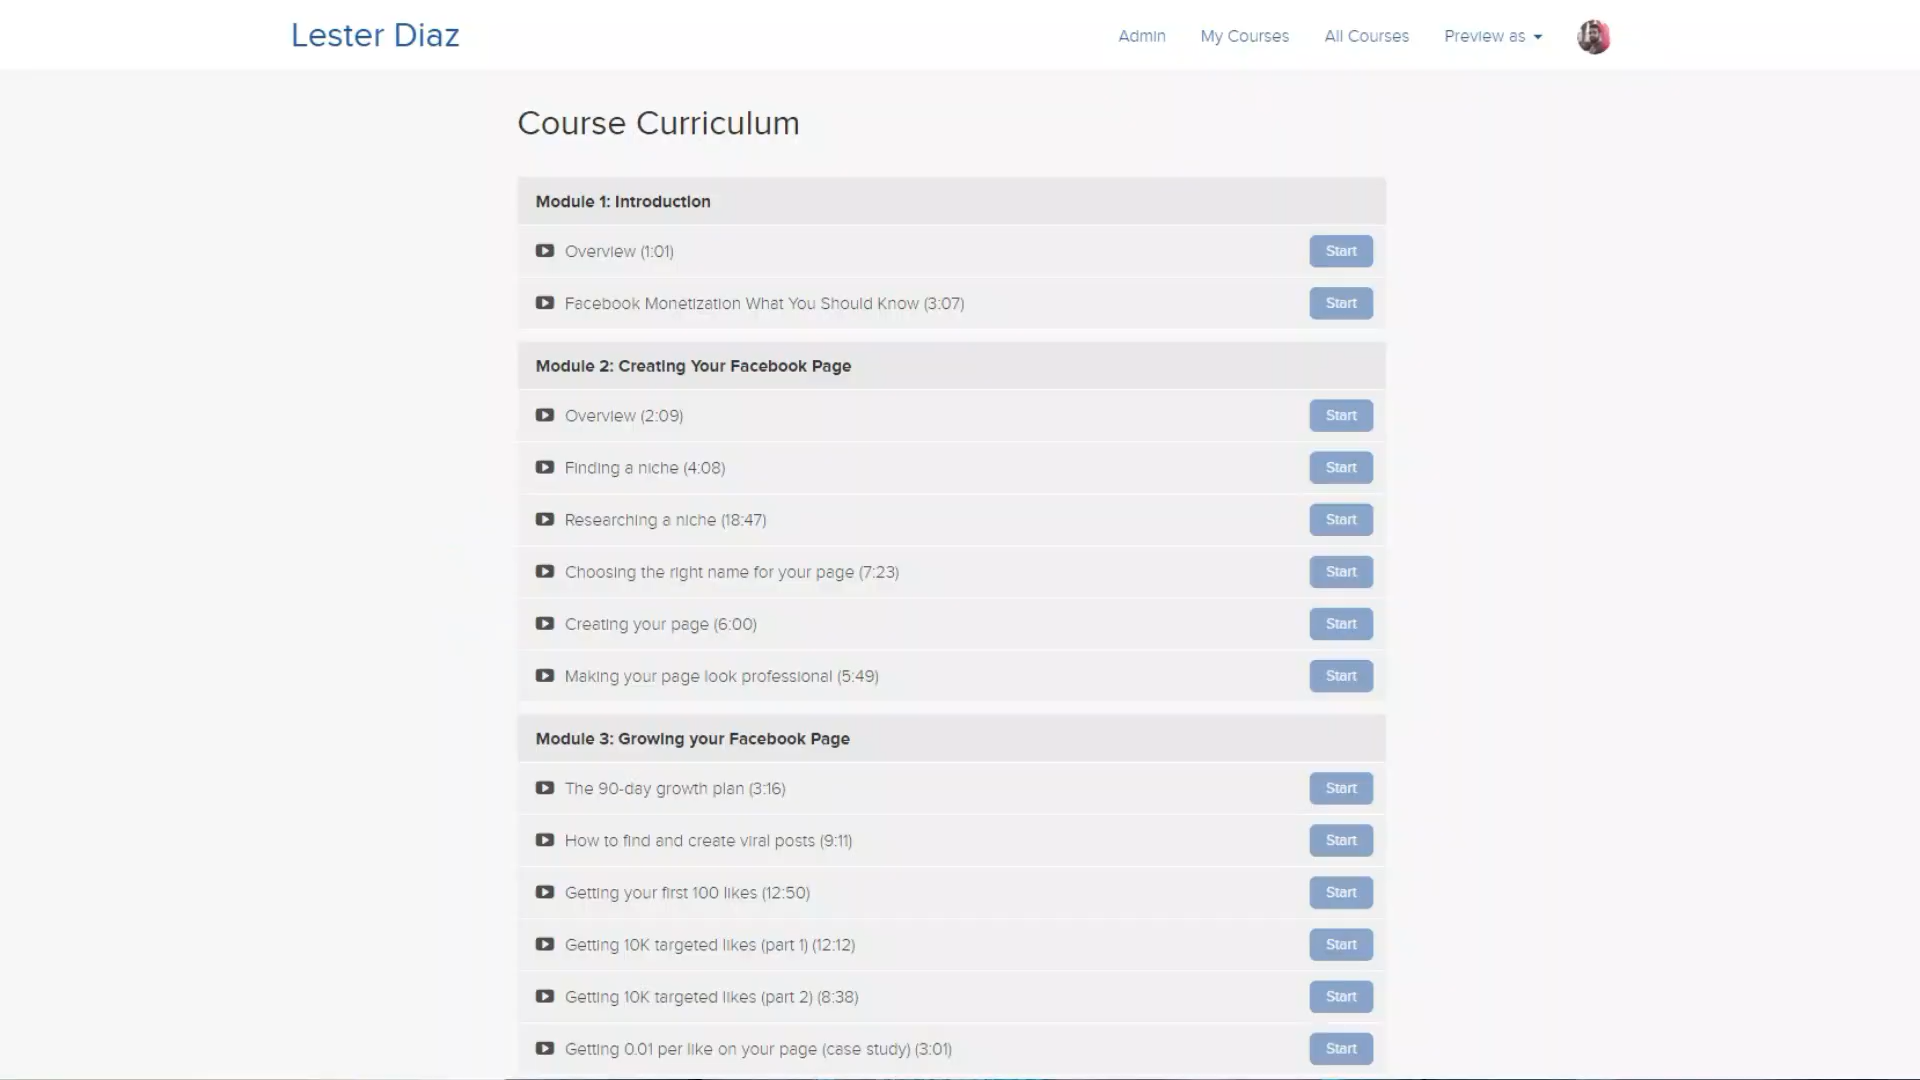 Lester Diaz
Admin My Courses All Courses Preview as
Course Curriculum
Module 1: Introduction
Overview (1:01) Start
Facebook Monetization What You Should Know (3:07) Start
Module 2: Creating Your Facebook Page
Overview (2:09) Start
Finding a niche (4:08) Start
Researching a niche (18:47) Start
Choosing the right name for your page (7:23) Start
Creating your page (6:00) Start
Making your page look professional (5:49) Start
Module 3: Growing your Facebook Page
The 90-day growth plan (3:16) Start
How to find and create viral posts (9:11) Start
Getting your first 100 likes (12:50) Start
Getting 10K targeted likes (part 1) (12:12) Start
Getting 10K targeted likes (part 2) (8:38) Start
Getting 0.01 per like on your page (case study) (3:01) Start